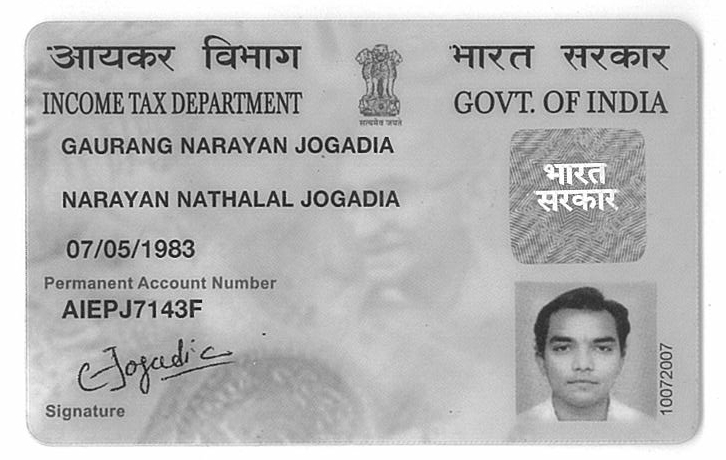 आयकर विभाग
भारत सरकार
INCOME TAX DEPARTMENT
GOVT. OF INDIA
सत्यमेव जयते
GAURANG NARAYAN JOGADIA
NARAYAN NATHALAL JOGADIA
07/05/1983
Permanent Account Number
AIEPJ7143F
GJogadia
Signature
भारत
सरकार
10072007